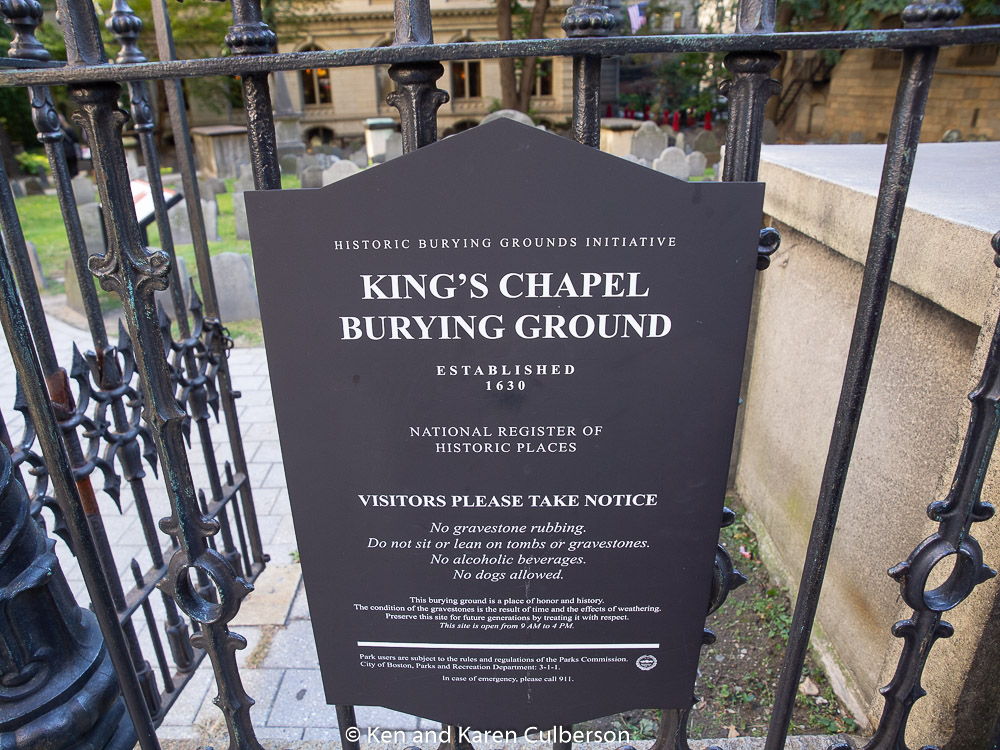 HISTORIC BURYING GROUNDS INITIATIVE
KING'S CHAPEL
BURYING GROUND
ESTABLISHED
1630
NATIONAL REGISTER OF
HISTORIC PLACES
VISITORS PLEASE TAKE NOTICE
No gravestone rubbing.
Do not sit or lean on tombs or gravestones.
No alcoholic beverages.
No dogs allowed.
This burying ground is a place of honor and history.
The condition of the gravestones is the result of time and the effects of weathering.
Preserve this site for future generations by treating it with respect.
This site is open from 9 AM to 4 PM.
Park users are subject to the rules and regulations of the Parks Commission.
City of Boston, Parks and Recreation Department: 3-1-1.
In case of emergency, please call 911.
© Ken and Karen Culberson